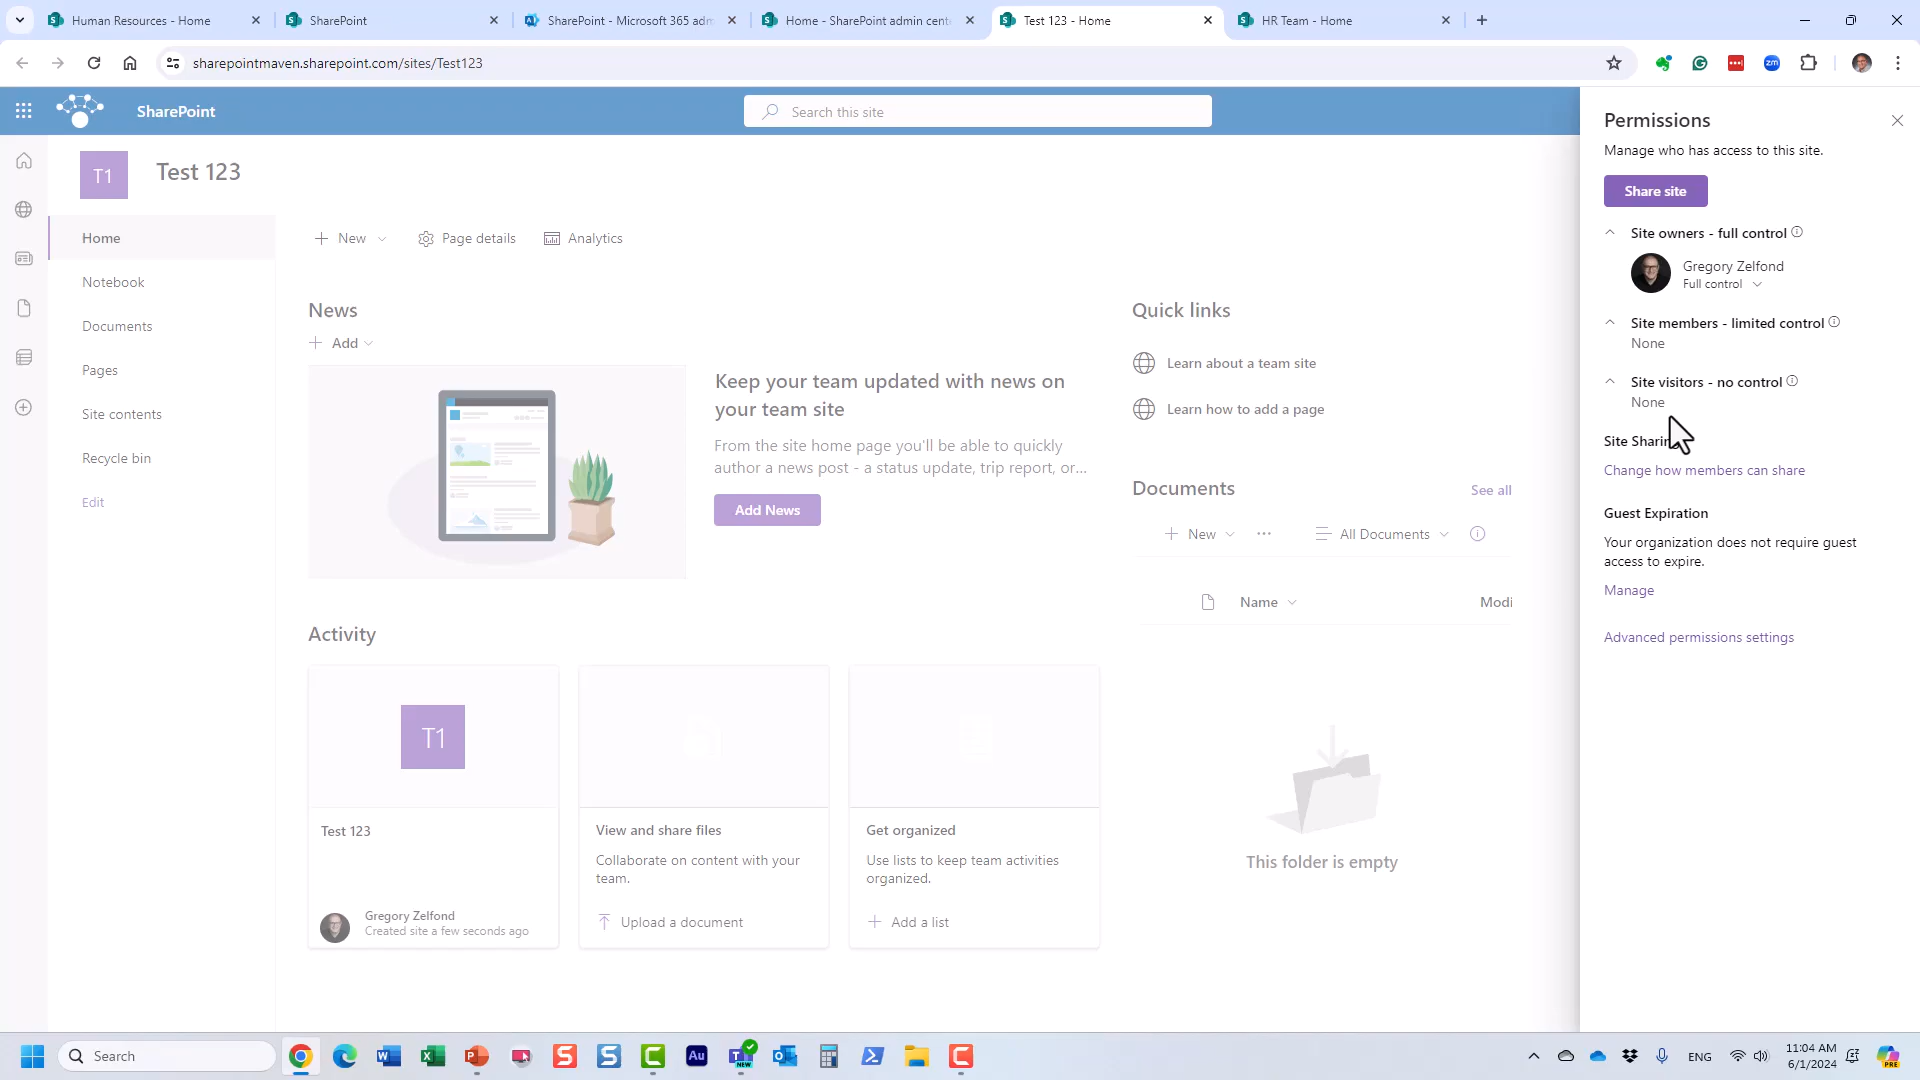 Human Resources - Home
SharePoint
SharePoint - Microsoft 365 adm
Home - SharePoint admin cente
Test 123 - Home
HR Team - Home
sharepointmaven.sharepoint.com/sites/Test123
zm
SharePoint
Search this site
T1
Test 123
Home
Notebook
Documents
Pages
Site contents
Recycle bin
Edit
New
Page details
Analytics
News
Add
Keep your team updated with news on
your team site
From the site home page you'll be able to quickly
author a news post - a status update, trip report, or...
Add News
Quick links
Learn about a team site
Learn how to add a page
Documents
See all
New
All Documents
Name
Modi
This folder is empty
Activity
T1
Test 123
Gregory Zelfond
Created site a few seconds ago
View and share files
Collaborate on content with your
team.
Upload a document
Get organized
Use lists to keep team activities
organized.
Add a list
Permissions
Manage who has access to this site.
Share site
Site owners - full control
Gregory Zelfond
Full control
Site members - limited control
None
Site visitors - no control
None
Site Sharin
Change how members can share
Guest Expiration
Your organization does not require guest
access to expire.
Manage
Advanced permissions settings
Search
Au
NEW
ENG
11:04 AM
6/1/2024
PRE